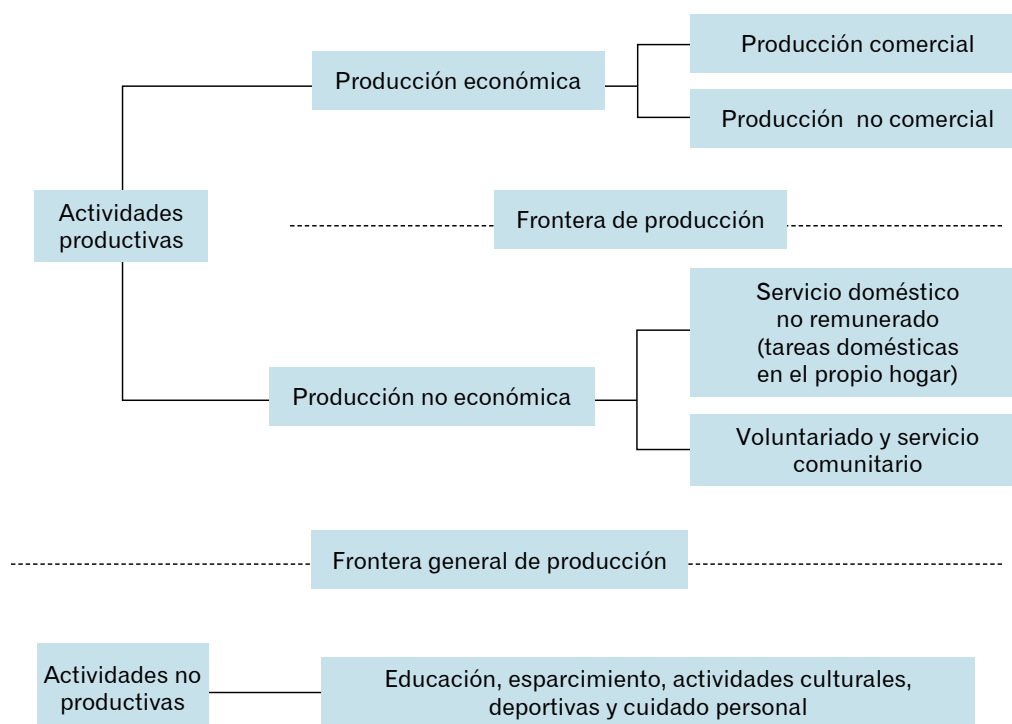 Producción comercial
Producción económica
Producción no comercial
Actividades
productivas
Frontera de producción
Servicio doméstico
no remunerado
(tareas domésticas
en el propio hogar)
Producción no económica
Voluntariado y servicio
comunitario
Frontera general de producción
Actividades no
productivas
Educación, esparcimiento, actividades culturales,
deportivas y cuidado personal